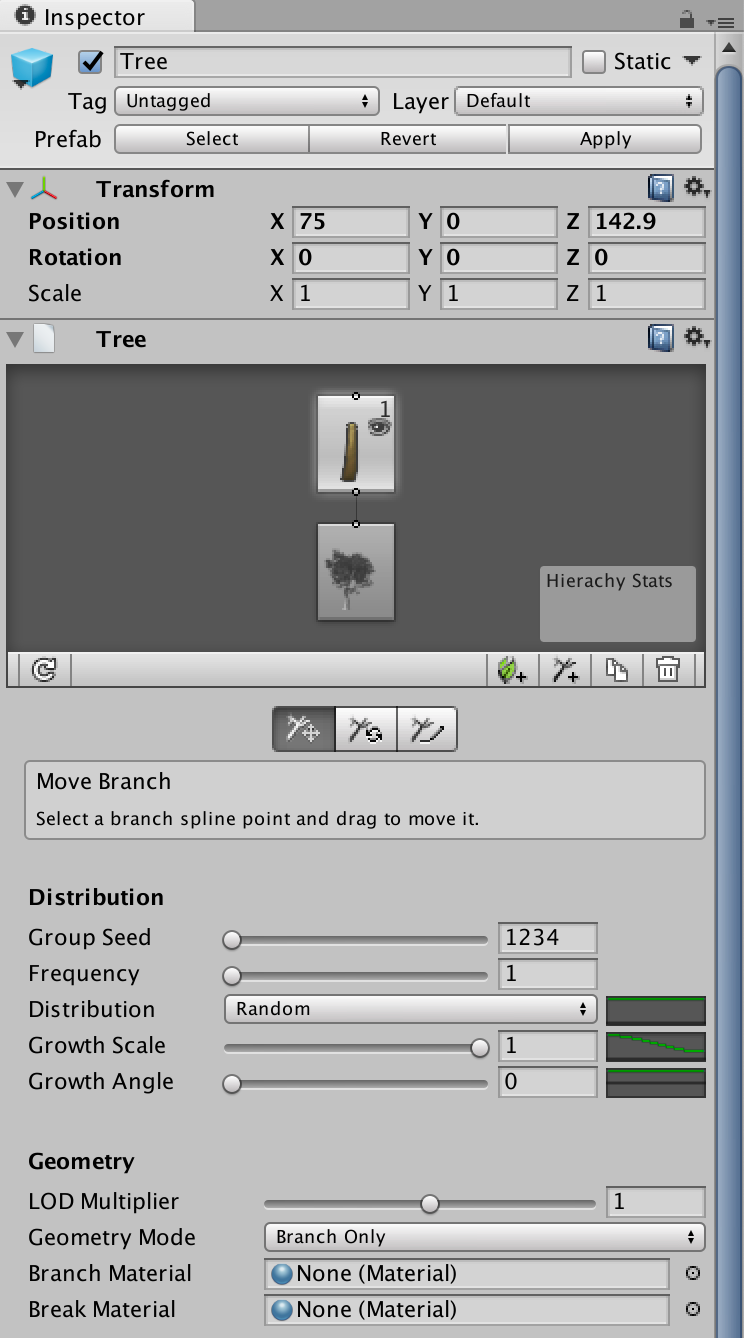 Inspector
Tree Static
Tag Untagged Layer Default
Prefab Select Revert Apply
Transform
Position X 75 Y 0 Z 142.9
Rotation X 0 Y 0 Z 0
Scale X 1 Y 1 Z 1
Tree
1
Hierachy Stats
Move Branch
Select a branch spline point and drag to move it.
Distribution
Group Seed 1234
Frequency 1
Distribution Random
Growth Scale 1
Growth Angle 0
Geometry
LOD Multiplier 1
Geometry Mode Branch Only
Branch Material None (Material)
Break Material None (Material)